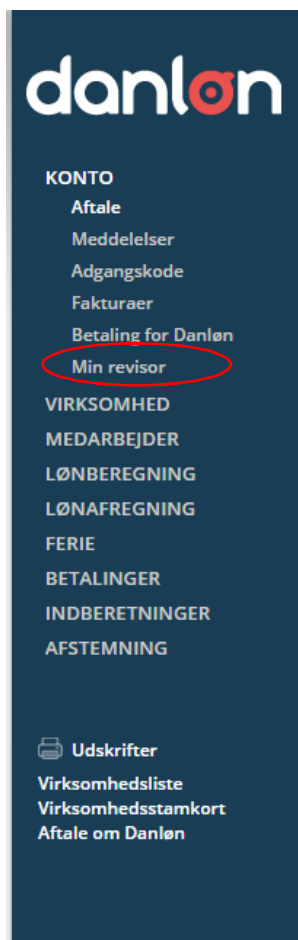 danløn
KONTO
Aftale
Meddelelser
Adgangskode
Fakturaer
Betaling for Danløn
Min revisor
VIRKSOMHED
MEDARBEJDER
LØNBEREGNING
LØNAFREGNING
FERIE
BETALINGER
INDBERETNINGER
AFSTEMNING
Udskrifter
Virksomhedsliste
Virksomhedsstamkort
Aftale om Danløn